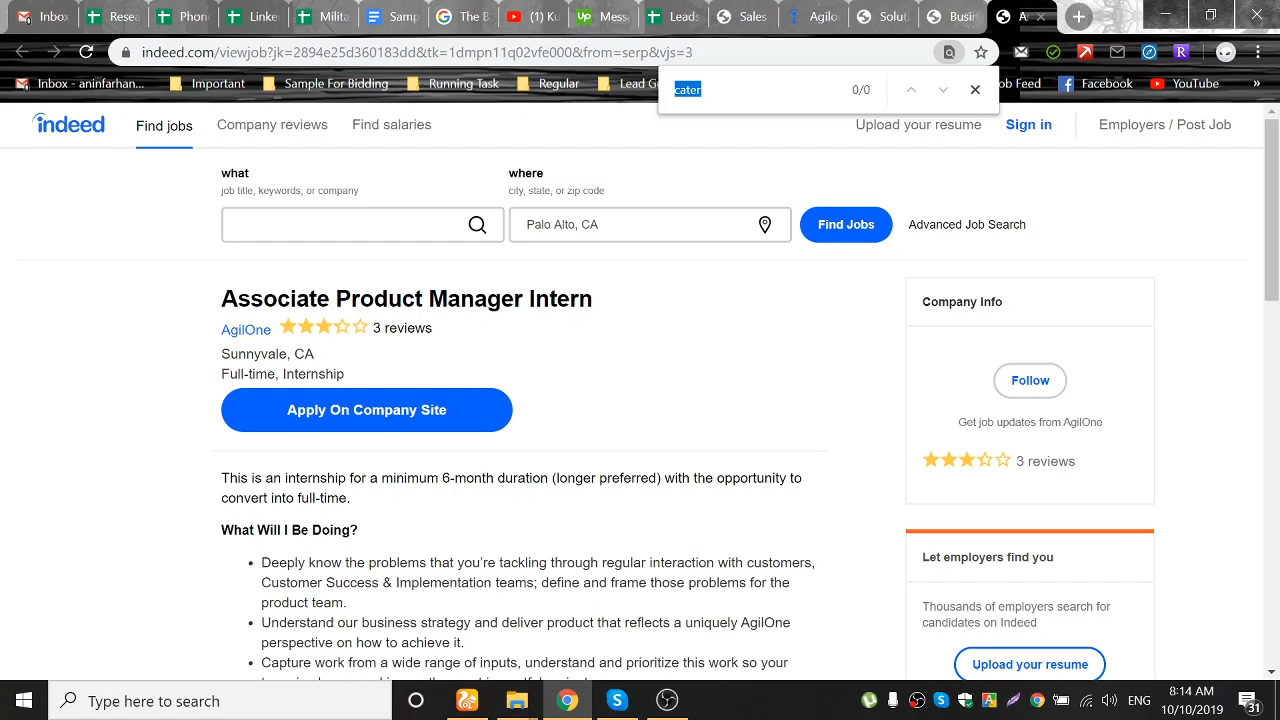 Inbox
Resea
Phone
Linke
Milita
Samp
The B
(1) Ku
Mess
Leads
Sales
Agilo
Soluti
Busin
A
indeed.com/viewjob?jk=2894e25d360183dd&tk=1dmpn11q02vre000&from=serp&vjs=3
Inbox - aninfarhan...
Important
Sample For Bidding
Running Task
Regular
Lead Ge
ob Feed
Facebook
YouTube
»
cater
0/0
indeed
Find jobs
Company reviews
Find salaries
Upload your resume
Sign in
Employers / Post Job
what
job title, keywords, or company
where
city, state, or zip code
Palo Alto, CA
Find Jobs
Advanced Job Search
Associate Product Manager Intern
AgilOne
3 reviews
Sunnyvale, CA
Full-time, Internship
Apply On Company Site
This is an internship for a minimum 6-month duration (longer preferred) with the opportunity to
convert into full-time.
What Will I Be Doing?
• Deeply know the problems that you're tackling through regular interaction with customers,
Customer Success & Implementation teams; define and frame those problems for the
product team.
• Understand our business strategy and deliver product that reflects a uniquely AgilOne
perspective on how to achieve it.
• Capture work from a wide range of inputs, understand and prioritize this work so your
Company Info
Follow
Get job updates from AgilOne
3 reviews
Let employers find you
Thousands of employers search for
candidates on Indeed
Upload your resume
Type here to search
ENG
8:14 AM
10/10/2019
31